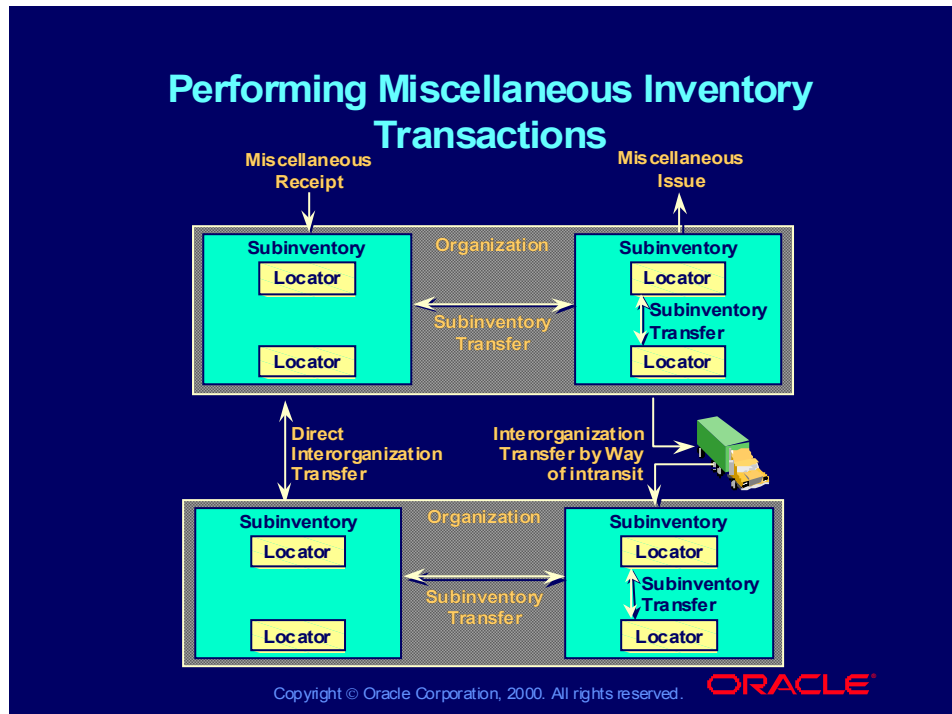 Performing Miscellaneous Inventory
Transactions
Miscellaneous
Receipt
Miscellaneous
Issue
Organization
Subinventory
Locator
Locator
Subinventory
Transfer
Subinventory
Locator
Subinventory
Transfer
Locator
Direct
Interorganization
Transfer
Interorganization
Transfer by Way
of intransit
Organization
Subinventory
Locator
Locator
Subinventory
Transfer
Subinventory
Locator
Subinventory
Transfer
Locator
Copyright © Oracle Corporation, 2000. All rights reserved.
ORACLE®